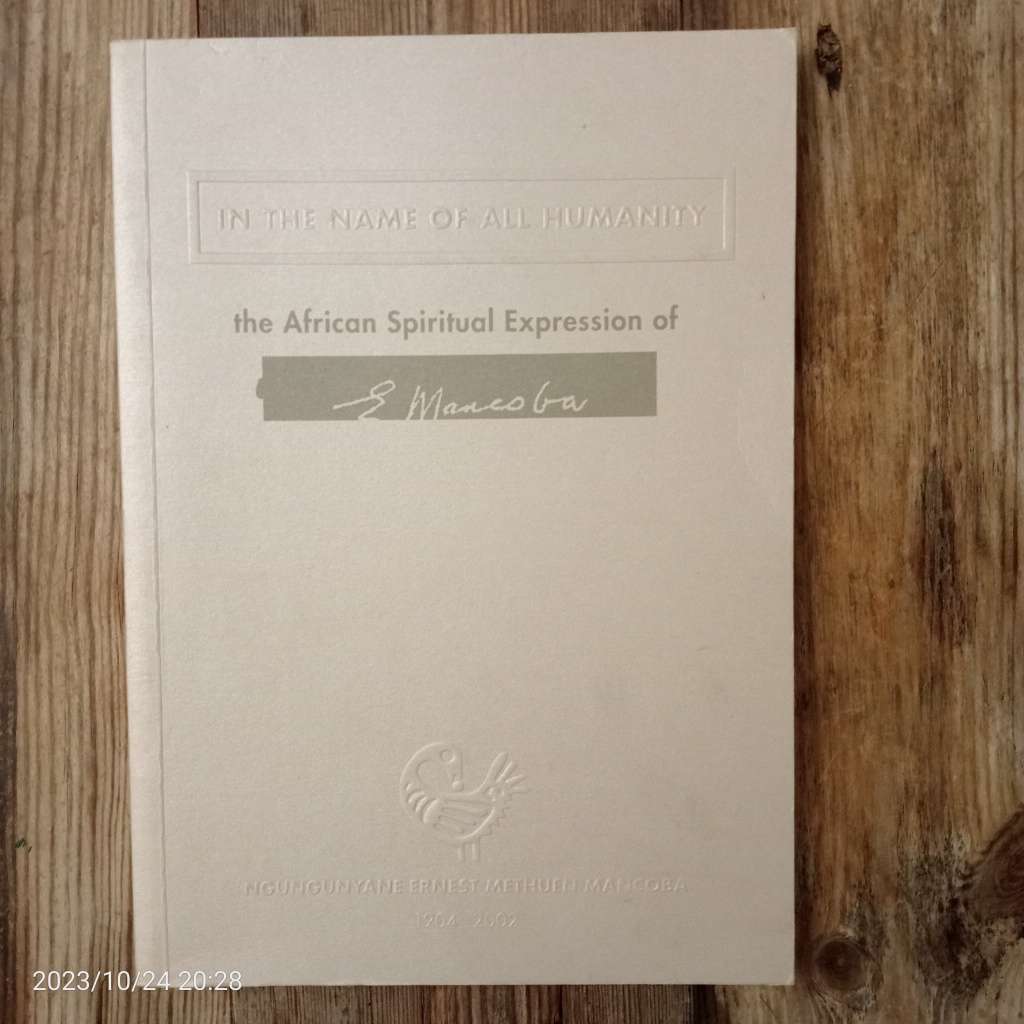 IN THE NAME OF ALL HUMANITY
the African Spiritual Expression of
E Mancoba
NGUNGUNYANE ERNEST METHUEN MANCOBA
1904 2002
2023/10/24 20:28